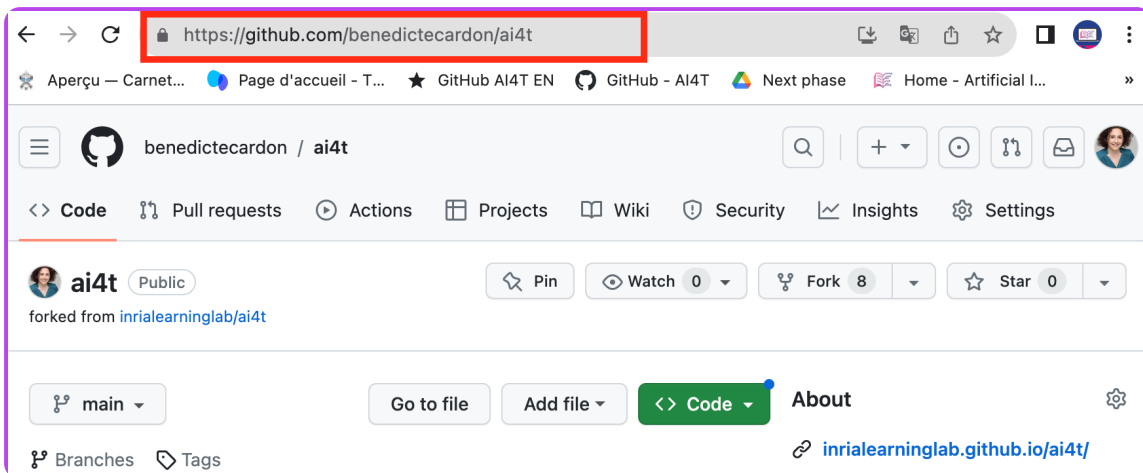 https://github.com/benedictecardon/ai4t
Aperçu — Carnet... Page d'accueil - T... GitHub AI4T EN GitHub - AI4T Next phase Home - Artificial I... »
benedictecardon / ai4t
<> Code Pull requests Actions Projects Wiki Security Insights Settings
ai4t Public Pin Watch 0 Fork 8 Star 0
forked from inrialearninglab/ai4t
main Go to file Add file <> Code About
Branches Tags inrialearninglab.github.io/ai4t/